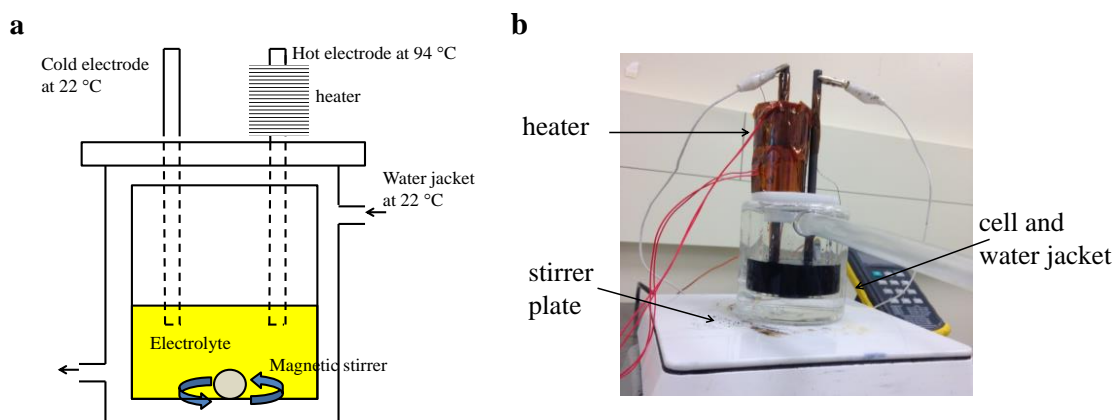 a
Cold electrode
at 22 °C
Hot electrode at 94 °C
heater
Water jacket
at 22 °C
Electrolyte
Magnetic stirrer
b
heater
stirrer
plate
cell and
water jacket